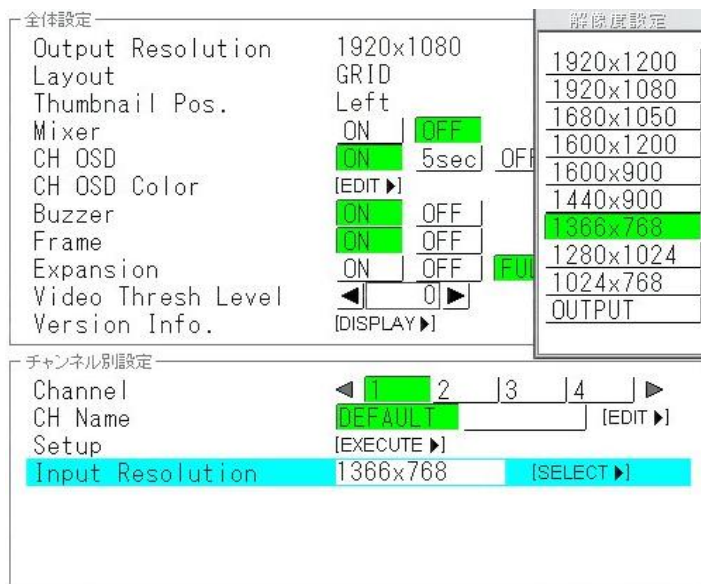 全体設定
Output Resolution 1920x1080
Layout GRID
Thumbnail Pos. Left
Mixer ON OFF
CH OSD ON 5sec OFF
CH OSD Color [EDIT▶]
Buzzer ON OFF
Frame ON OFF
Expansion ON OFF FUL
Video Thresh Level ◀ 0 ▶
Version Info. [DISPLAY▶]
解像度設定
1920x1200
1920x1080
1680x1050
1600x1200
1600x900
1440x900
1366x768
1280x1024
1024x768
OUTPUT
チャンネル別設定
Channel ◀ 1 2 3 4 ▶
CH Name DEFAULT [EDIT▶]
Setup [EXECUTE▶]
Input Resolution 1366x768 [SELECT▶]